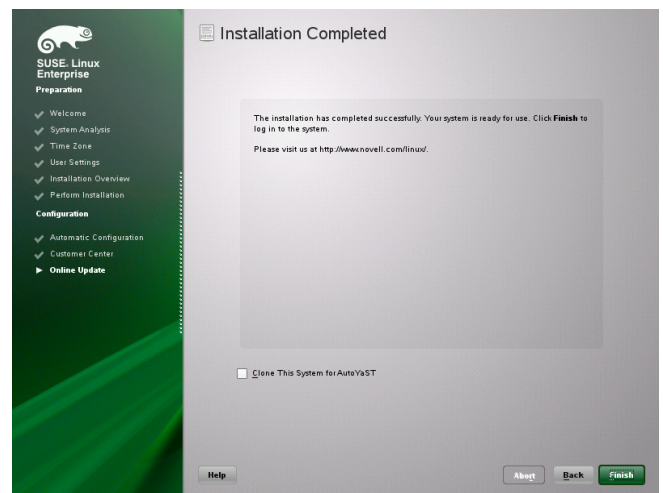 SUSE. Linux
Enterprise
Preparation
Welcome
System Analysis
Time Zone
User Settings
Installation Overview
Perform Installation
Configuration
Automatic Configuration
Customer Center
Online Update
Installation Completed
The installation has completed successfully. Your system is ready for use. Click Finish to
log in to the system.
Please visit us at http://www.novell.com/linux/.
Clone This System for AutoYaST
Help
Abort
Back
Finish